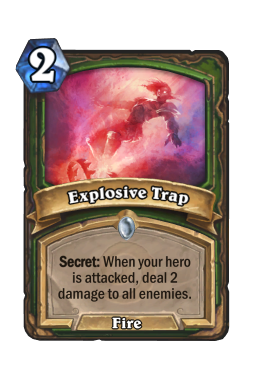 2
Explosive Trap
Secret: When your hero
is attacked, deal 2
damage to all enemies.
Fire